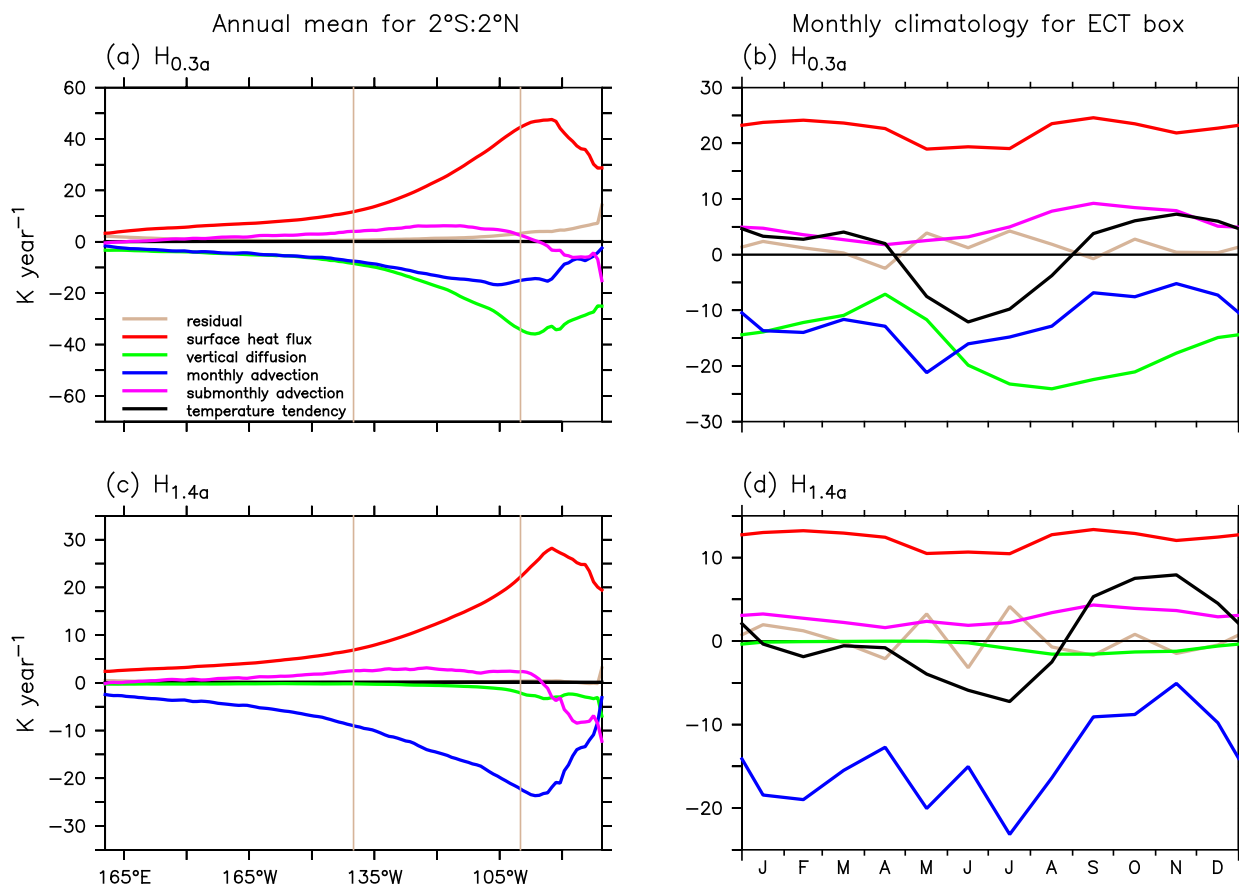 Annual mean for 2°S:2°N
Monthly climatology for ECT box
(a) H0.3a
(b) H0.3a
60
40
20
0
−20
−40
−60
K year−1
residual
surface heat flux
vertical diffusion
monthly advection
submonthly advection
temperature tendency
30
20
10
0
−10
−20
−30
(c) H1.4a
(d) H1.4a
30
20
10
0
−10
−20
−30
K year−1
165°E
165°W
135°W
105°W
10
0
−10
−20
J F M A M J J A S O N D